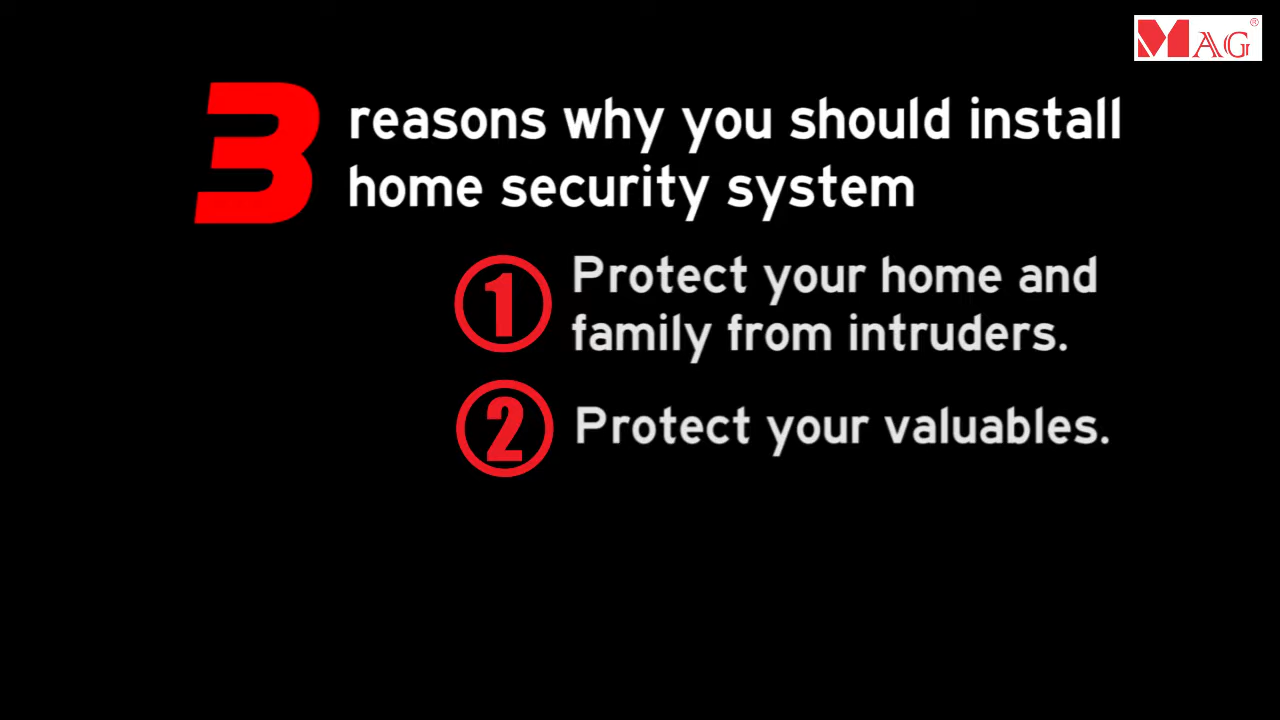 MAG®
3 reasons why you should install
home security system
1 Protect your home and
family from intruders.
2 Protect your valuables.